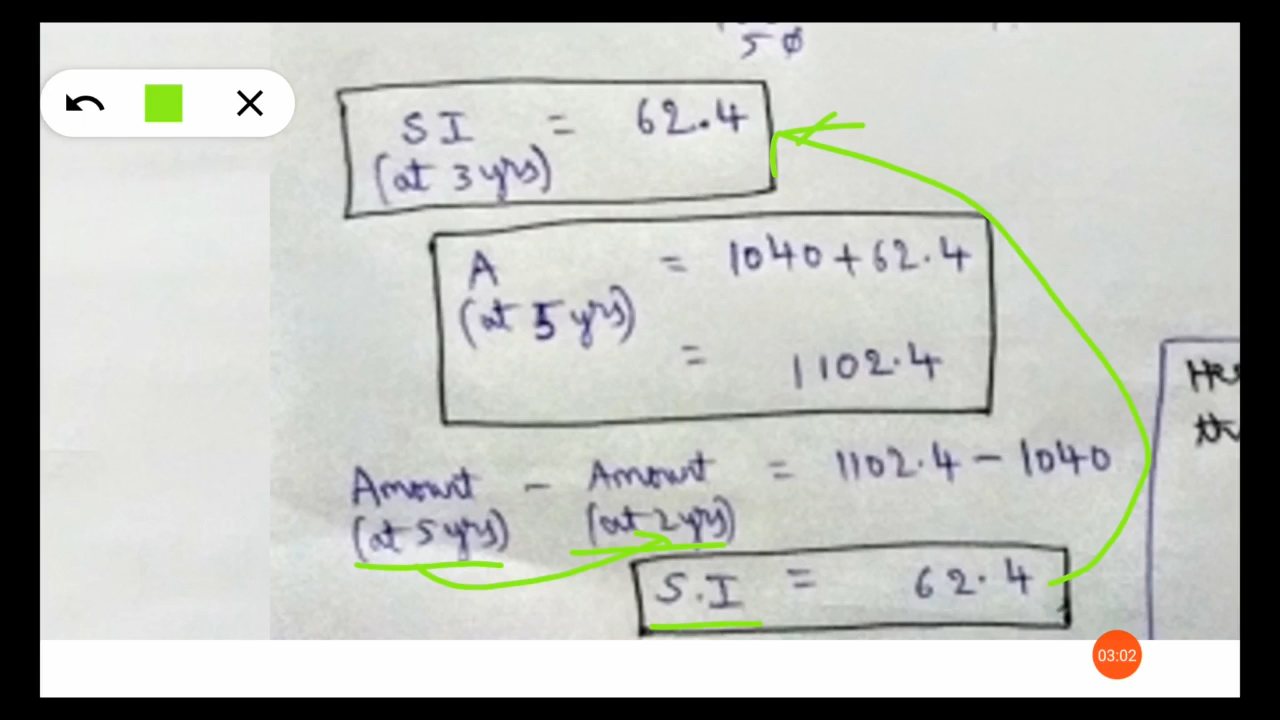 50
SI = 62.4
(at 3 yrs)
A = 1040 + 62.4
(at 5 yrs)
= 1102.4
Amount - Amount = 1102.4 - 1040
(at 5 yrs) (at 2 yrs)
S.I = 62.4
03:02